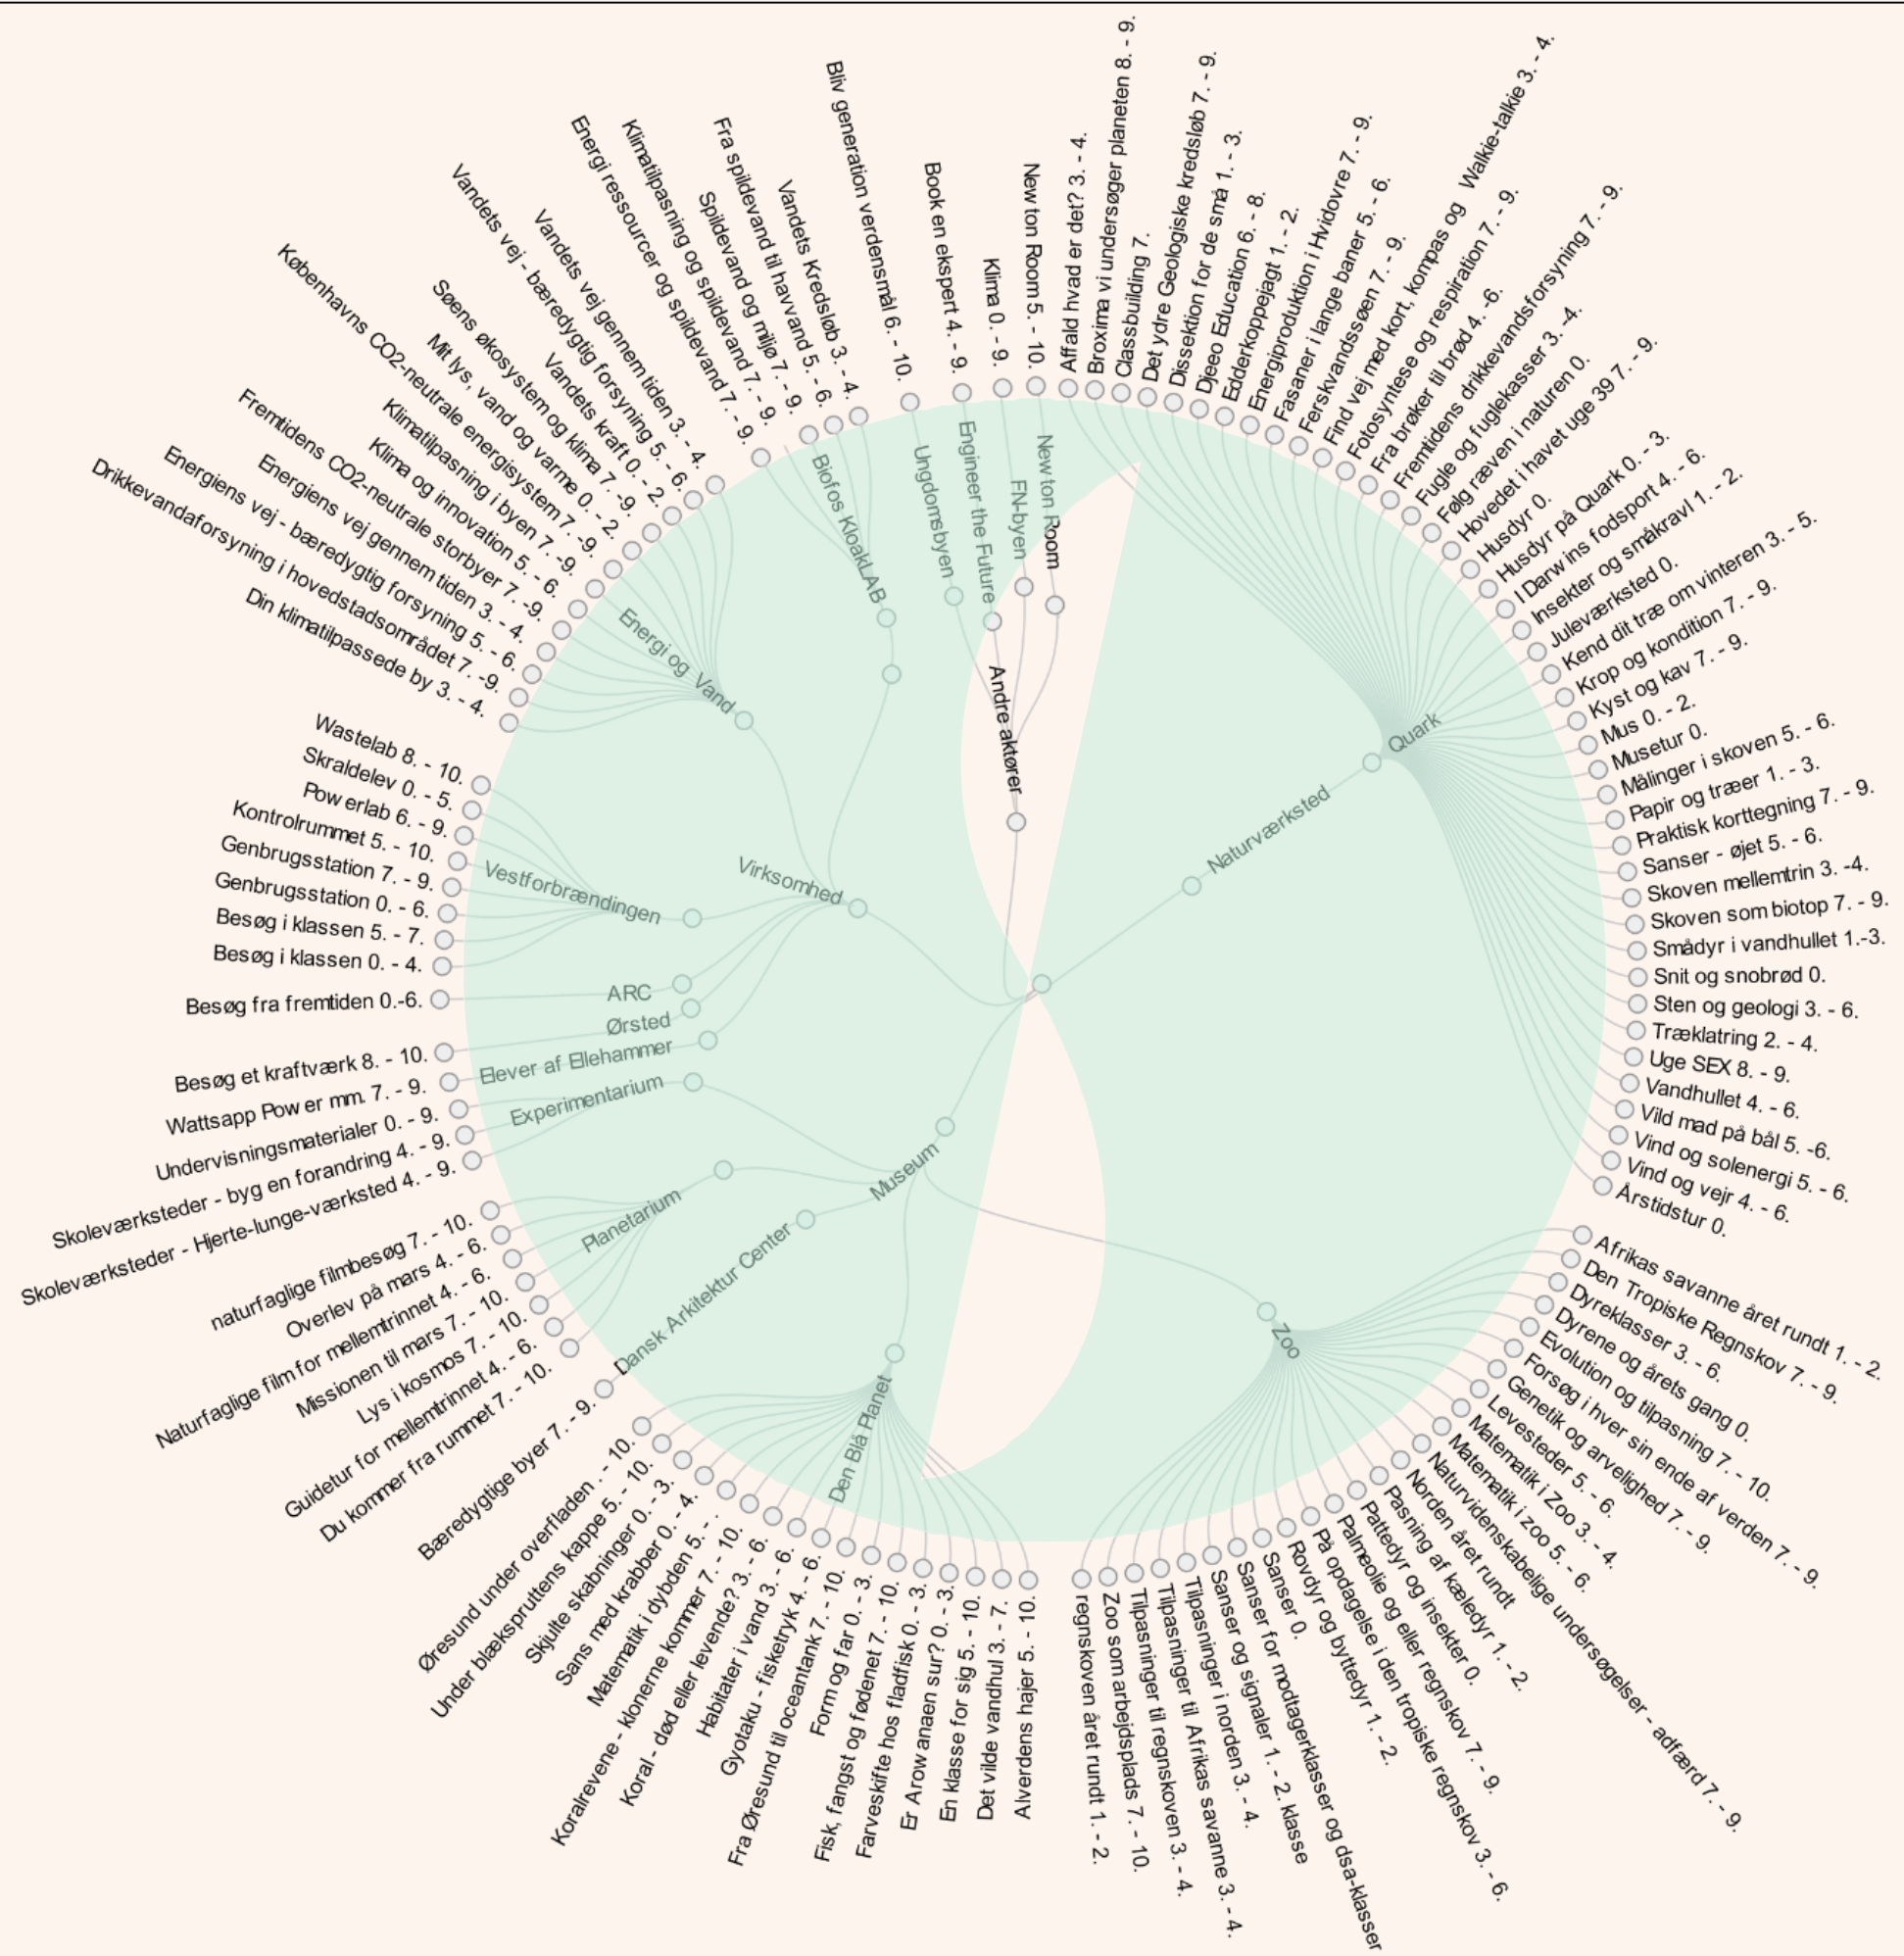 Affald hvad er det? 3. - 4.
Broxima vi undersøger planeten 8. - 9.
Classbuilding 7.
Det ydre Geologiske kredsløb 7. - 9.
Dissektion for de små 1. - 3.
Djeeo Education 6. - 8.
Edderkoppejagt 1. - 2.
Energiproduktion i Hvidovre 7. - 9.
Fasaner i lange baner 5. - 6.
Ferskvandssøen 7. - 9.
Find vej med kort, kompas og Walkie-talkie 3. - 4.
Fotosyntese og respiration 7. - 9.
Fra brøker til brød 4. -6.
Fremtidens drikkevandsforsyning 7. - 9.
Fugle og fuglekasser 3. -4.
Følg ræven i naturen 0.
Hovedet i havet uge 39 7. - 9.
Husdyr 0.
Husdyr på Quark 0. - 3.
I Darwins fodsport 4. - 6.
Insekter og småkravl 1. - 2.
Juleværksted 0.
Kend dit træ om vinteren 3. - 5.
Krop og kondition 7. - 9.
Kyst og kav 7. - 9.
Mus 0. - 2.
Musetur 0.
Målinger i skoven 5. - 6.
Papir og træer 1. - 3.
Praktisk korttegning 7. - 9.
Sanser - øjet 5. - 6.
Skoven mellemtrin 3. -4.
Skoven som biotop 7. - 9.
Smådyr i vandhullet 1.-3.
Snit og snobrød 0.
Sten og geologi 3. - 6.
Træklatring 2. - 4.
Uge SEX 8. - 9.
Vandhullet 4. - 6.
Vild mad på bål 5. -6.
Vind og solenergi 5. - 6.
Vind og vejr 4. - 6.
Årstidstur 0.
Quark
Naturværksted
Afrikas savanne året rundt 1. - 2.
Den Tropiske Regnskov 7. - 9.
Dyreklasser 3. - 6.
Dyrene og årets gang 0.
Evolution og tilpasning 7. - 10.
Forsøg i hver sin ende af verden 7. - 9.
Genetik og arvelighed 7. - 9.
Levesteder 5. - 6.
Matematik i Zoo 3. - 4.
Matematik i zoo 5. - 6.
Naturvidenskabelige undersøgelser - adfærd 7. - 9.
Norden året rundt
Pasning af kæledyr 1. - 2.
Pattedyr og insekter 0.
Palmeolie og eller regnskov 7. - 9.
På opdagelse i den tropiske regnskov 3. - 6.
Rovdyr og byttedyr 1. - 2.
Sanser 0.
Sanser for modtagerklasser og dsa-klasser
Sanser og signaler 1. - 2. klasse
Tilpasninger i norden 3. - 4.
Tilpasninger til Afrikas savanne 3. - 4.
Tilpasninger til regnskoven 3. - 4.
Zoo som arbejdsplads 7. - 10.
regnskoven året rundt 1. - 2.
Zoo
Alverdens hajer 5. - 10.
Det vilde vandhul 3. - 7.
En klasse for sig 5. - 10.
Er Arowanaen sur? 0. - 3.
Farveskifte hos fladfisk 0. - 3.
Fisk, fangst og fødenet 7. - 10.
Form og far 0. - 3.
Fra Øresund til oceantank 7. - 10.
Gyotaku - fisketryk 4. - 6.
Habitater i vand 3. - 6.
Koral - død eller levende? 3. - 6.
Koralrevene - klonerne kommer 7. - 10.
Matematik i dybden 5. - .
Sans med krabber 0. - 4.
Skjulte skabninger 0. - 3.
Under blækspruttens kappe 5. - 10.
Øresund under overfladen . - 10.
Den Blå Planet
Bæredygtige byer 7. - 9.
Dansk Arkitektur Center
Du kommer fra rummet 7. - 10.
Guidetur for mellemtrinnet 4. - 6.
Lys i kosmos 7. - 10.
Missionen til mars 7. - 10.
Naturfaglige film for mellemtrinnet 4. - 6.
Overlev på mars 4. - 6.
naturfaglige filmbesøg 7. - 10.
Planetarium
Skoleværksteder - Hjerte-lunge-værksted 4. - 9.
Skoleværksteder - byg en forandring 4. - 9.
Undervisningsmaterialer 0. - 9.
Experimentarium
Museum
Wattsapp Power mm. 7. - 9.
Elever af Ellehammer
Besøg et kraftværk 8. - 10.
Ørsted
Besøg fra fremtiden 0.-6.
ARC
Besøg i klassen 0. - 4.
Besøg i klassen 5. - 7.
Genbrugsstation 0. - 6.
Genbrugsstation 7. - 9.
Kontrolrummet 5. - 10.
Powerlab 6. - 9.
Skraldelev 0. - 5.
Wastelab 8. - 10.
Vestforbrændingen
Virksomhed
Din klimatilpassede by 3. - 4.
Drikkevandaforsyning i hovedstadsområdet 7. -9.
Energiens vej - bæredygtig forsyning 5. - 6.
Energiens vej gennem tiden 3. - 4.
Fremtidens CO2-neutrale storbyer 7. -9.
Klima og innovation 5. - 6.
Klimatilpasning i byen 7. -9.
Københavns CO2-neutrale energisystem 7. -9.
Mit lys, vand og varme 0. - 2.
Søens økosystem og klima 7. -9.
Vandets kraft 0. - 2.
Vandets vej - bæredygtig forsyning 5. - 6.
Vandets vej gennem tiden 3. - 4.
Energi og Vand
Energi ressourcer og spildevand 7. - 9.
Klimatilpasning og spildevand 7. - 9.
Spildevand og miljø 7. - 9.
Fra spildevand til havvand 5. - 6.
Vandets Kredsløb 3. - 4.
Biofos KloakLAB
Bliv generation verdensmål 6. - 10.
Ungdomsbyen
Book en ekspert 4. - 9.
Engineer the Future
Klima 0. - 9.
FN-byen
Newton Room 5. - 10.
Newton Room
Andre aktører